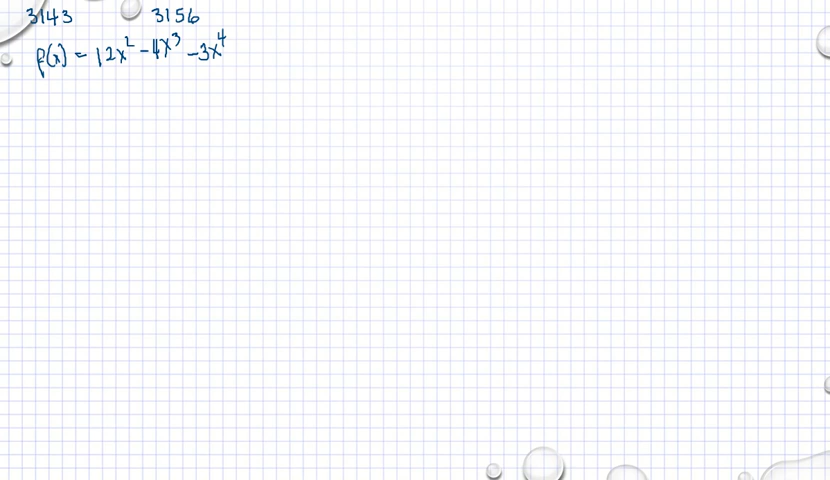 3143 3156
f(x) = 12x² - 4x³ - 3x⁴